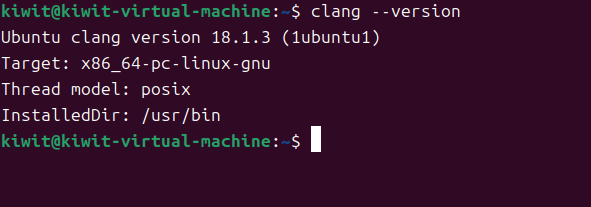 kiwit@kiwit-virtual-machine:~$ clang --version
Ubuntu clang version 18.1.3 (1ubuntu1)
Target: x86_64-pc-linux-gnu
Thread model: posix
InstalledDir: /usr/bin
kiwit@kiwit-virtual-machine:~$